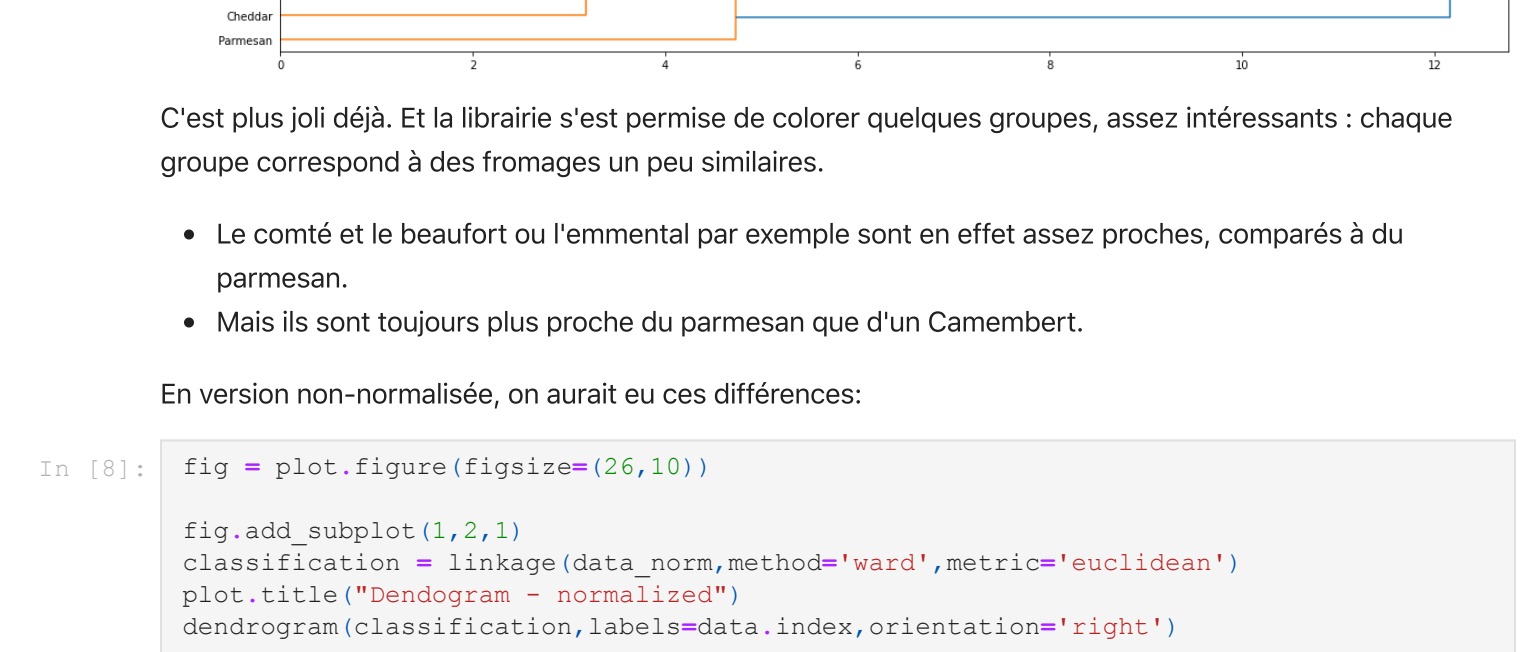 Cheddar
Parmesan
0 2 4 6 8 10 12
C'est plus joli déjà. Et la librairie s'est permise de colorer quelques groupes, assez intéressants : chaque
groupe correspond à des fromages un peu similaires.
Le comté et le beaufort ou l'emmental par exemple sont en effet assez proches, comparés à du
parmesan.
Mais ils sont toujours plus proche du parmesan que d'un Camembert.
En version non-normalisée, on aurait eu ces différences:
In [8]: fig = plot.figure(figsize=(26,10))
fig.add_subplot(1,2,1)
classification = linkage(data_norm,method='ward',metric='euclidean')
plot.title("Dendogram - normalized")
dendrogram(classification,labels=data.index,orientation='right')